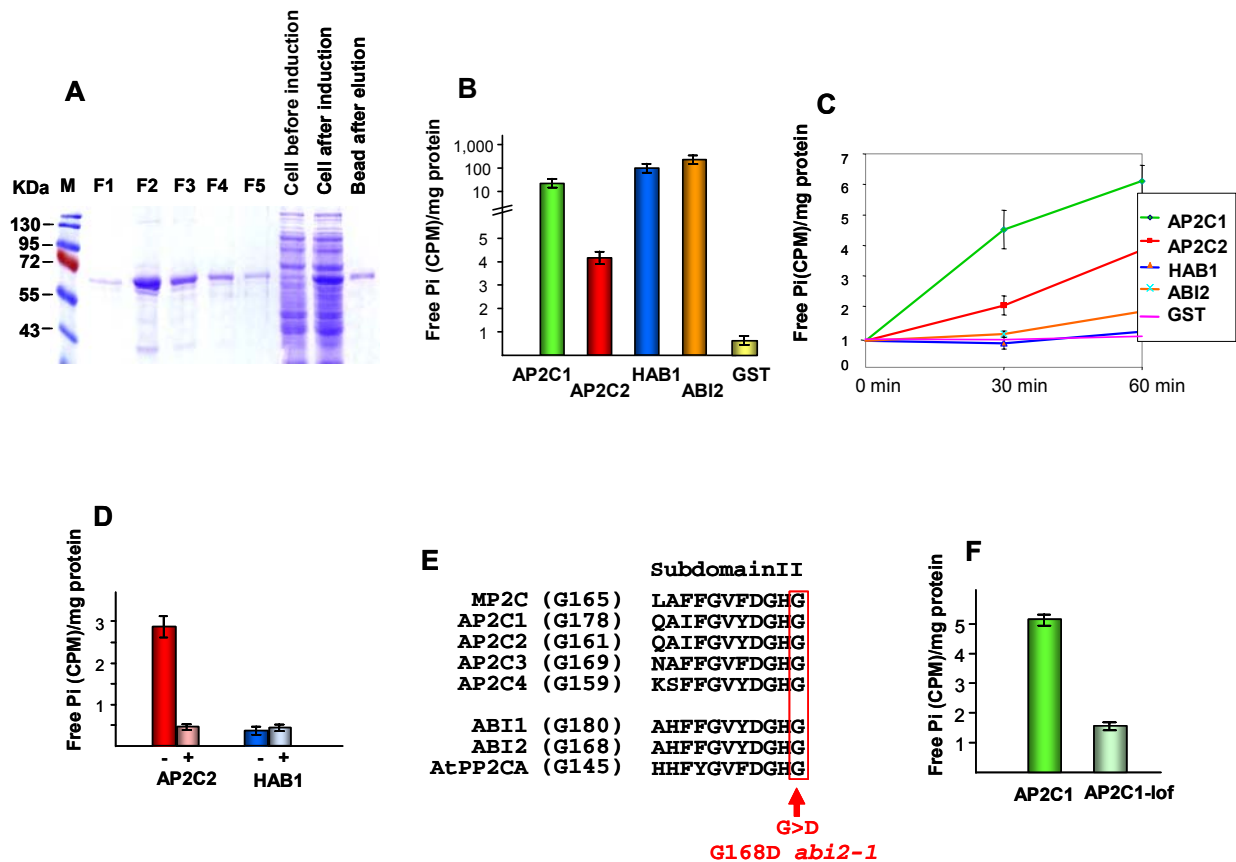 A
KDa M F1 F2 F3 F4 F5 Cell before induction Cell after induction Bead after elution
130
95
72
55
43
B
Free Pi (CPM)/mg protein
1,000
100
10
5
4
3
2
1
AP2C1 AP2C2 HAB1 ABI2 GST
C
Free Pi(CPM)/mg protein
7
6
5
4
3
2
1
0
0 min 30 min 60 min
AP2C1
AP2C2
HAB1
ABI2
GST
D
Free Pi (CPM)/mg protein
3
2
1
- + - +
AP2C2 HAB1
E
SubdomainII
MP2C (G165) LAFFGVFDGHG
AP2C1 (G178) QAIFGVYDGHG
AP2C2 (G161) QAIFGVYDGHG
AP2C3 (G169) NAFFGVYDGHG
AP2C4 (G159) KSFFGVYDGHG
ABI1 (G180) AHFFGVYDGHG
ABI2 (G168) AHFFGVYDGHG
AtPP2CA (G145) HHFYGVFDGHG
G>D
G168D abi2-1
F
Free Pi (CPM)/mg protein
5
4
3
2
1
AP2C1 AP2C1-lof